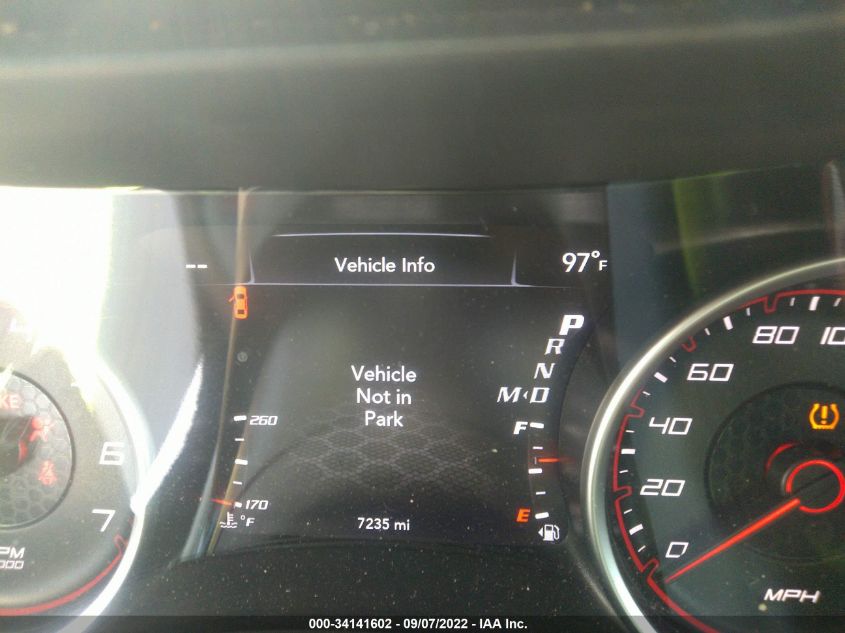 --
Vehicle Info
97°F
P
R
N
M D
Vehicle
Not in
Park
260
170
°F
F
E
7235 mi
6
7
0
20
40
60
80
MPH
000-34141602 - 09/07/2022 - IAA Inc.